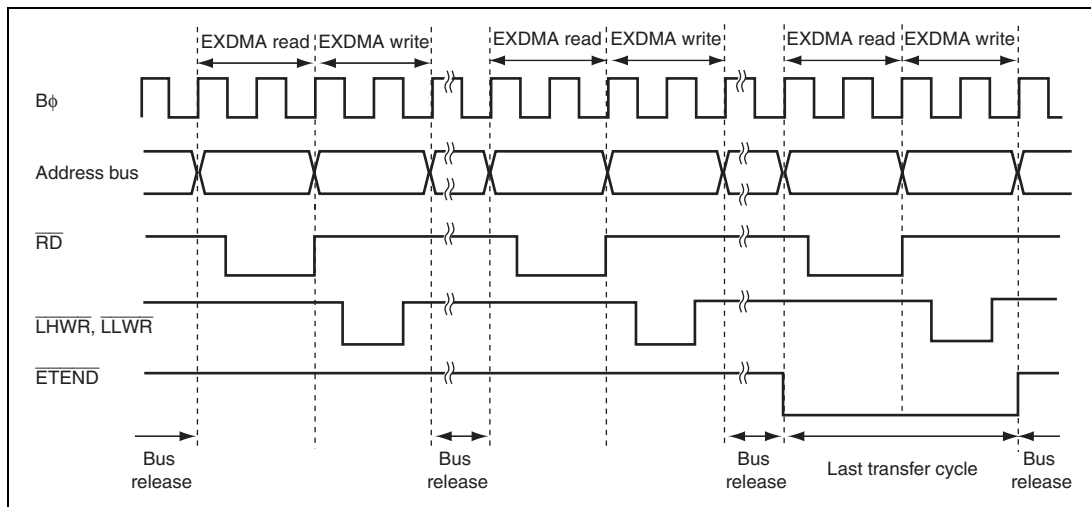 EXDMA read EXDMA write EXDMA read EXDMA write EXDMA read EXDMA write
Bϕ
Address bus
RD
LHWR, LLWR
ETEND
Bus release
Bus release
Bus release
Last transfer cycle
Bus release